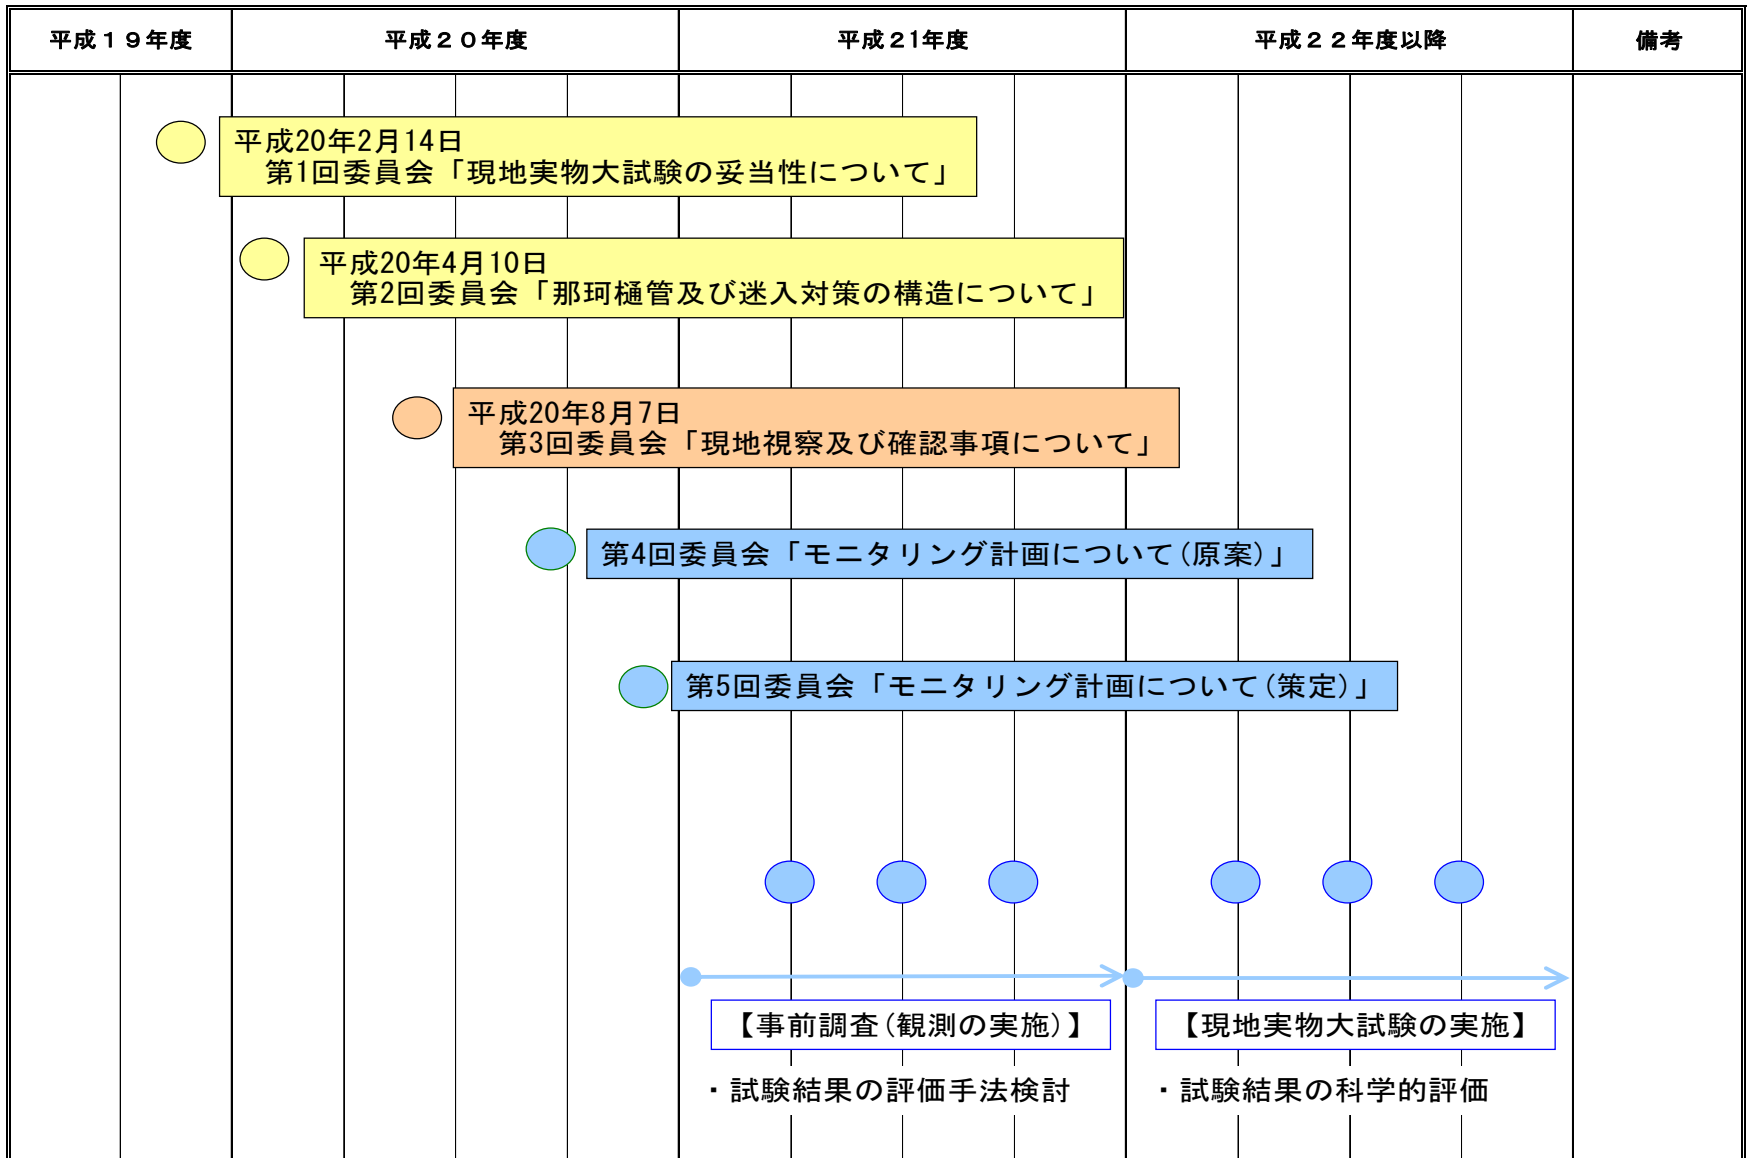 平成１９年度
平成２０年度
平成２1年度
平成２２年度以降
備考
平成20年2月14日
第1回委員会「現地実物大試験の妥当性について」
平成20年4月10日
第2回委員会「那珂樋管及び迷入対策の構造について」
平成20年8月7日
第3回委員会「現地視察及び確認事項について」
第4回委員会「モニタリング計画について(原案)」
第5回委員会「モニタリング計画について(策定)」
【事前調査(観測の実施)】
【現地実物大試験の実施】
・試験結果の評価手法検討
・試験結果の科学的評価